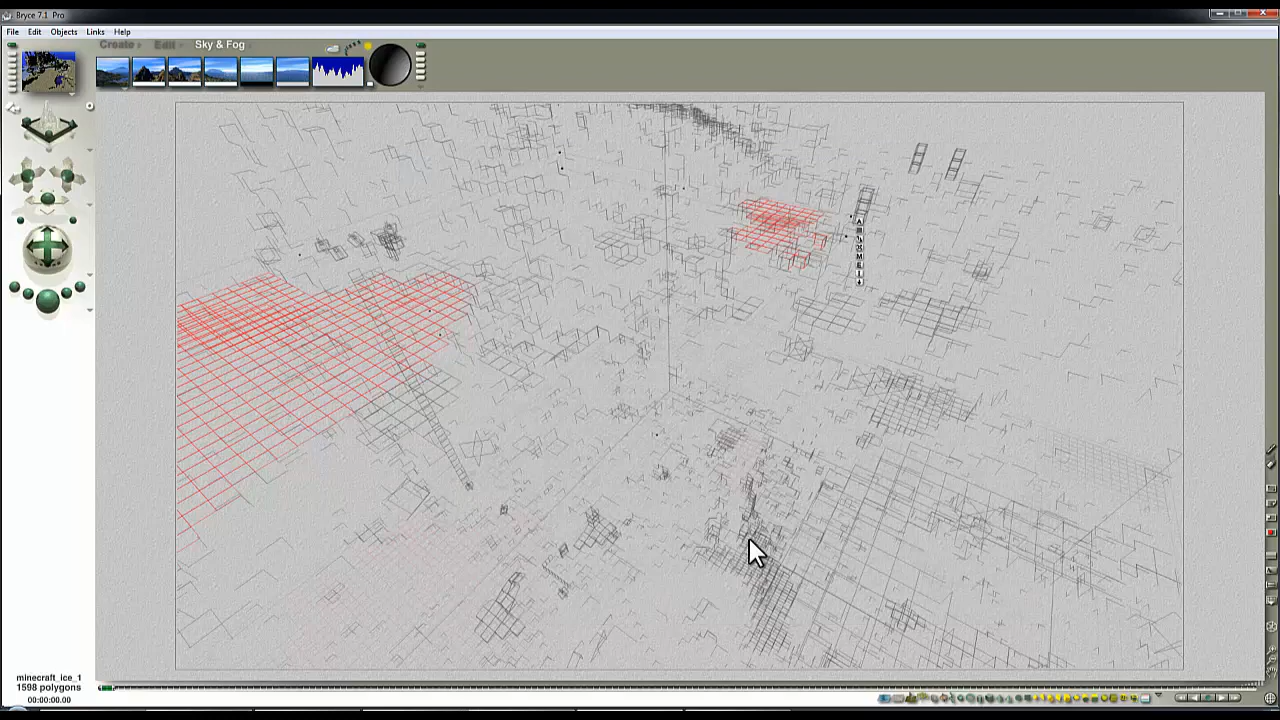 Bryce 7.1 Pro
File Edit Objects Links Help
Create Edit Sky & Fog
A
M
E
minecraft_ice_1
1598 polygons
00:00:00.00